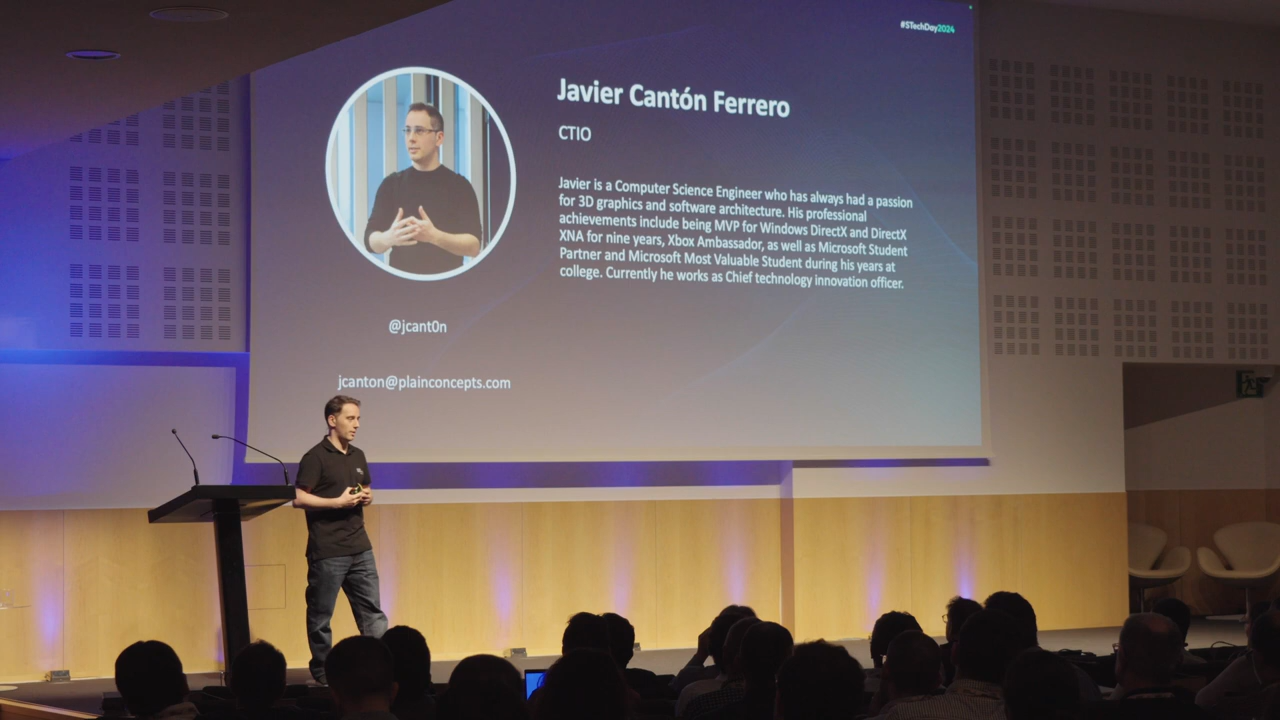 #STechDay2024
Javier Cantón Ferrero
CTIO
Javier is a Computer Science Engineer who has always had a passion
for 3D graphics and software architecture. His professional
achievements include being MVP for Windows DirectX and DirectX
XNA for nine years, Xbox Ambassador, as well as Microsoft Student
Partner and Microsoft Most Valuable Student during his years at
college. Currently he works as Chief technology innovation officer.
@jcant0n
jcanton@plainconcepts.com